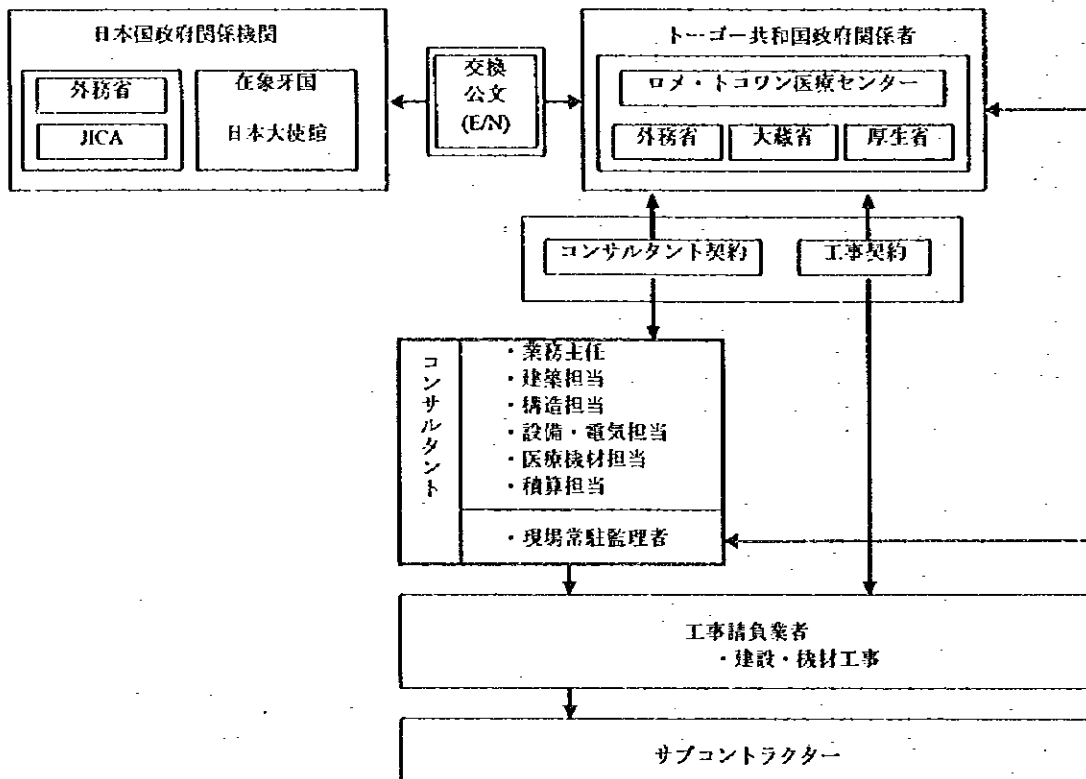 日本国政府関係機関
外務省
JICA
在象牙国
日本大使館
交換
公文
(E/N)
トーゴー共和国政府関係者
ロメ・トコワン医療センター
外務省
大蔵省
厚生省
コンサルタント契約
工事契約
コンサルタント
・業務主任
・建築担当
・構造担当
・設備・電気担当
・医療機材担当
・積算担当
・現場常駐監理者
工事請負業者
・建設・機材工事
サブコントラクター